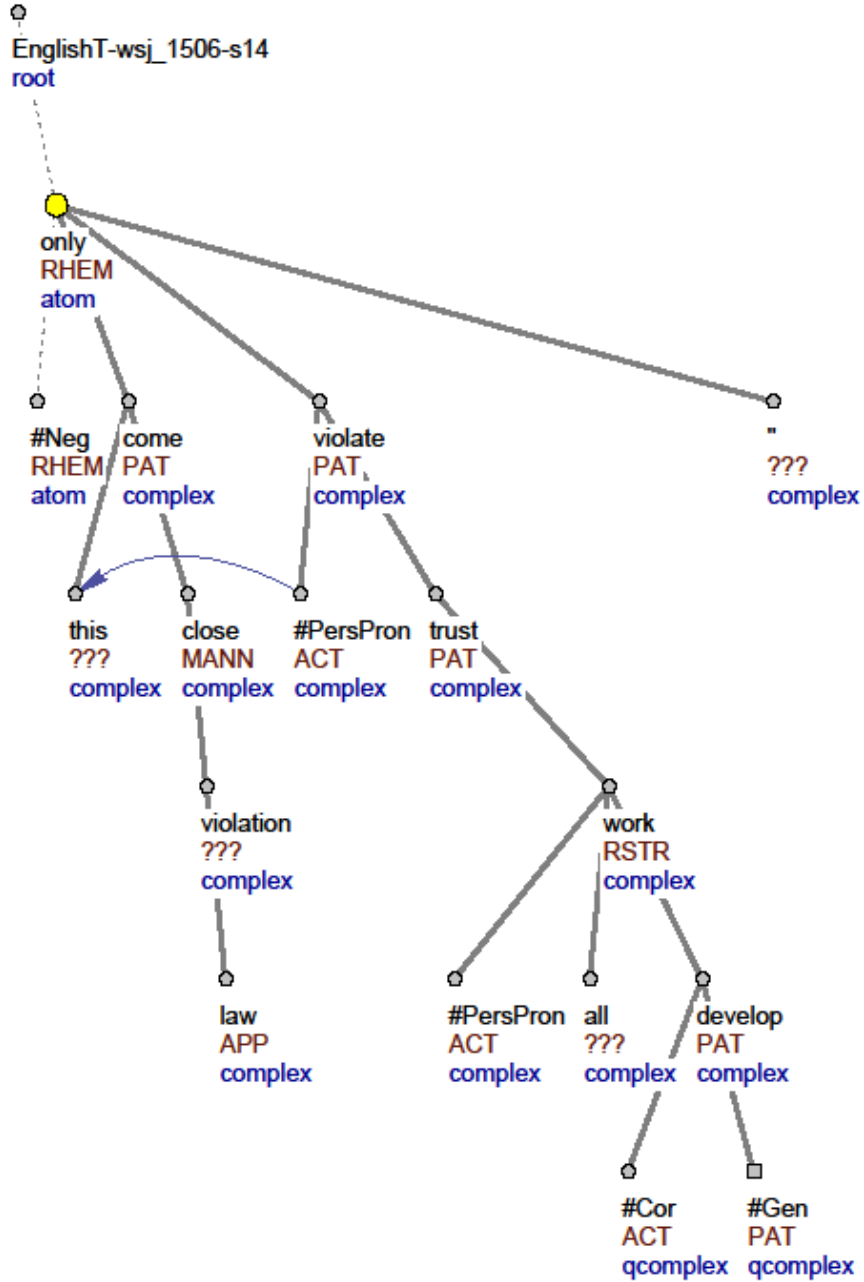 EnglishT-wsj_1506-s14
root
only
RHEM
atom
#Neg come violate "
RHEM PAT PAT ???
atom complex complex complex
this close #PersPron trust
??? MANN ACT PAT
complex complex complex complex
violation work
??? RSTR
complex complex
law #PersPron all develop
APP ACT ??? PAT
complex complex complex complex
#Cor #Gen
ACT PAT
qcomplex qcomplex